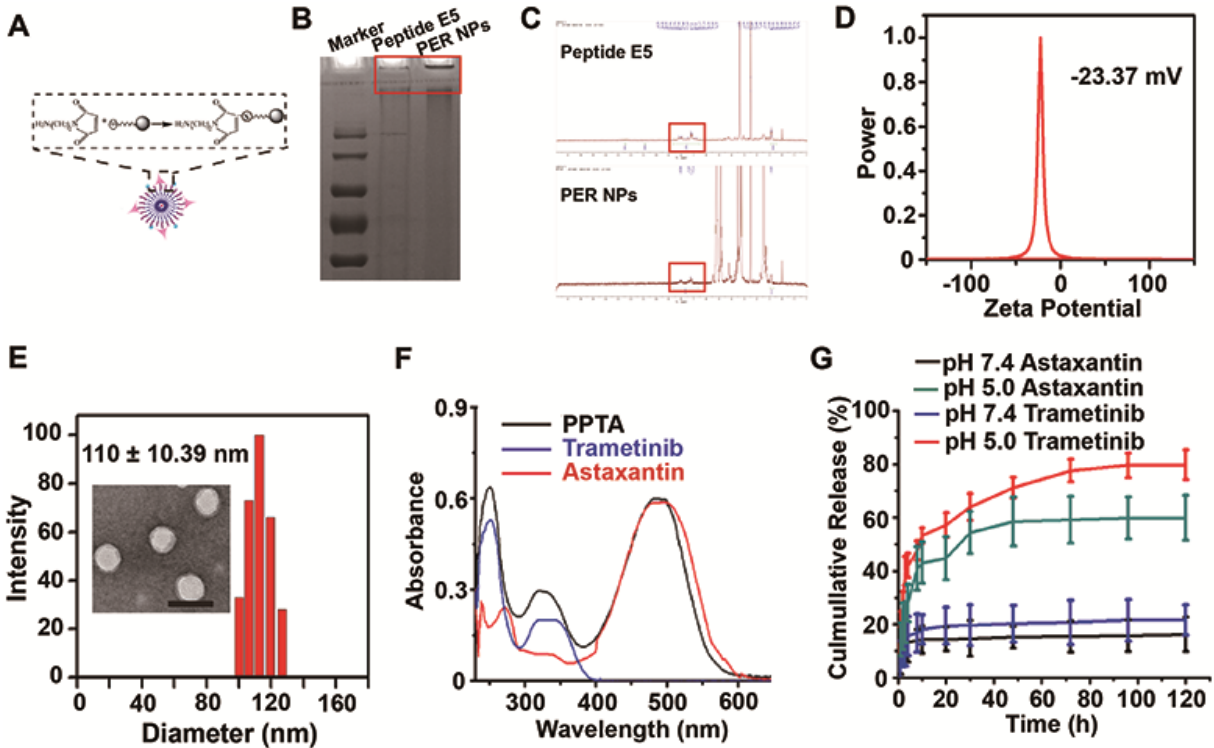 A
B
Marker
Peptide E5
PER NPs
C
Peptide E5
PER NPs
D
-23.37 mV
Power
1.0
0.8
0.6
0.4
0.2
0
-100
0
100
Zeta Potential
E
110 ± 10.39 nm
Intensity
100
80
60
40
20
0
0
40
80
120
160
Diameter (nm)
F
PPTA
Trametinib
Astaxantin
Absorbance
0.9
0.6
0.3
0
300
400
500
600
Wavelength (nm)
G
pH 7.4 Astaxantin
pH 5.0 Astaxantin
pH 7.4 Trametinib
pH 5.0 Trametinib
Culmullative Release (%)
100
80
60
40
20
0
0
20
40
60
80
100
120
Time (h)